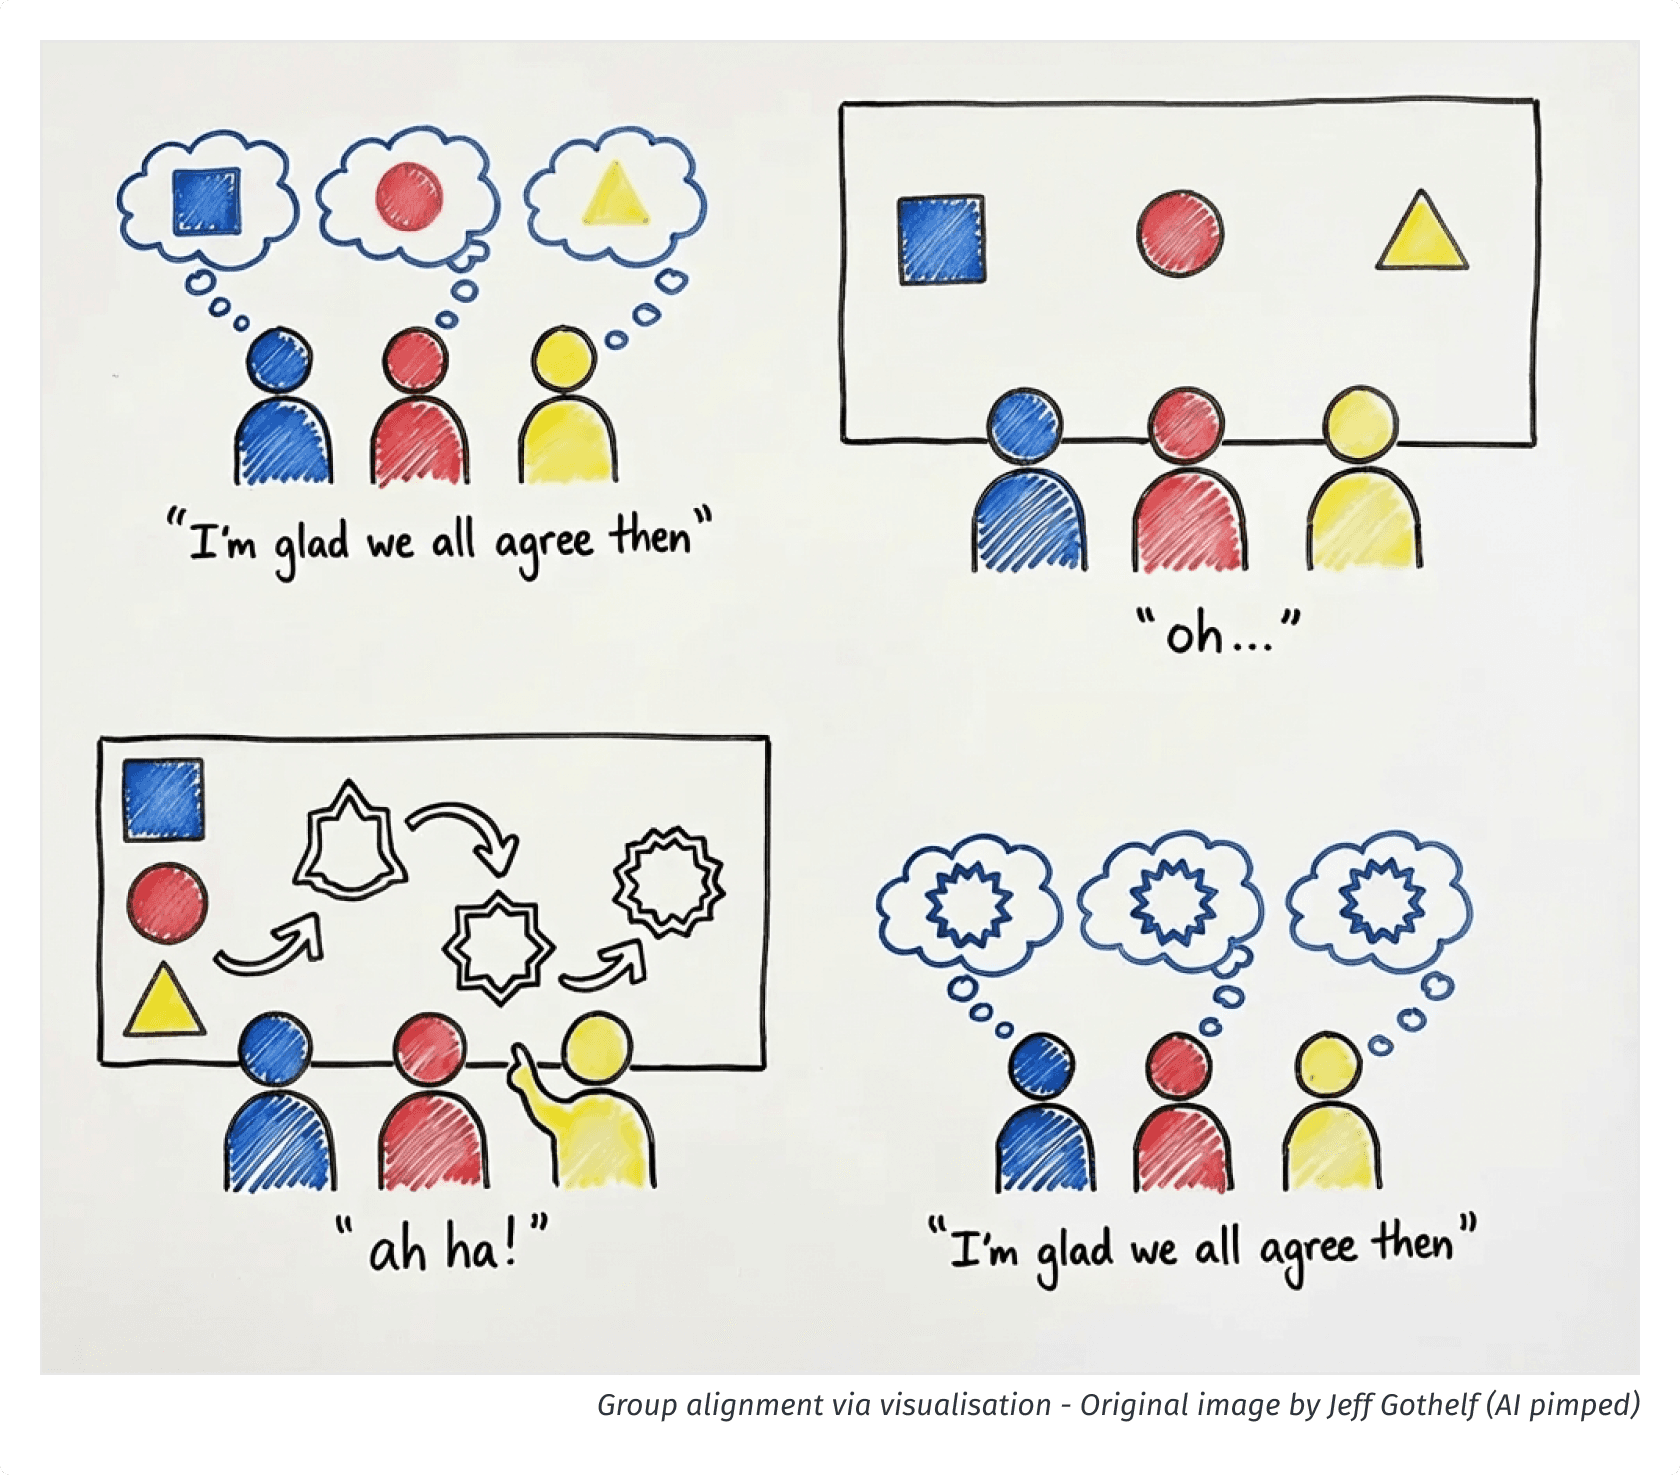 “I'm glad we all agree then”
“oh...”
“ah ha!”
“I'm glad we all agree then”
Group alignment via visualisation - Original image by Jeff Gothelf (AI pimped)